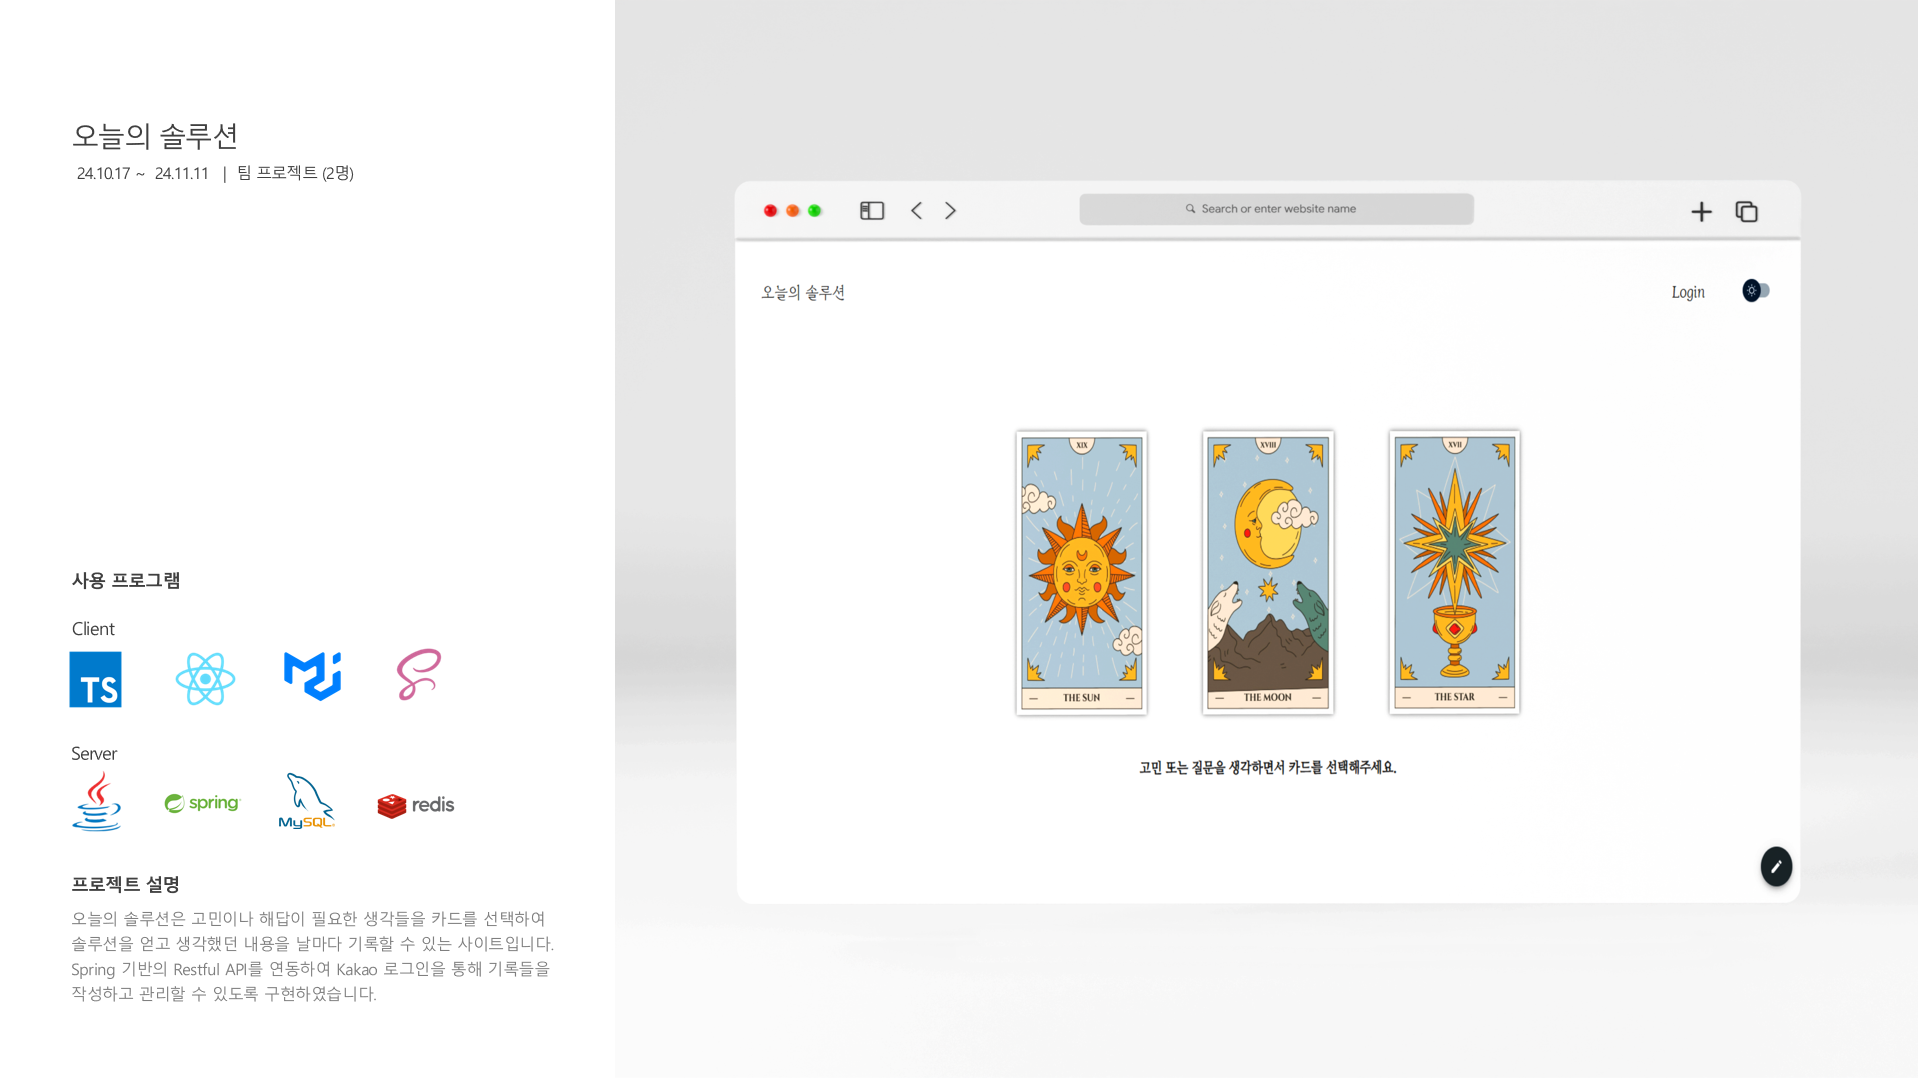 오늘의 솔루션
24.10.17 ~ 24.11.11 | 팀 프로젝트 (2명)
사용 프로그램
Client
TS
Server
spring
MySQL
redis
프로젝트 설명
오늘의 솔루션은 고민이나 해답이 필요한 생각들을 카드를 선택하여
솔루션을 얻고 생각했던 내용을 날마다 기록할 수 있는 사이트입니다.
Spring 기반의 Restful API를 연동하여 Kakao 로그인을 통해 기록들을
작성하고 관리할 수 있도록 구현하였습니다.
Search or enter website name
오늘의 솔루션
Login
XIX
XVIII
XVII
THE SUN
THE MOON
THE STAR
고민 또는 질문을 생각하면서 카드를 선택해주세요.